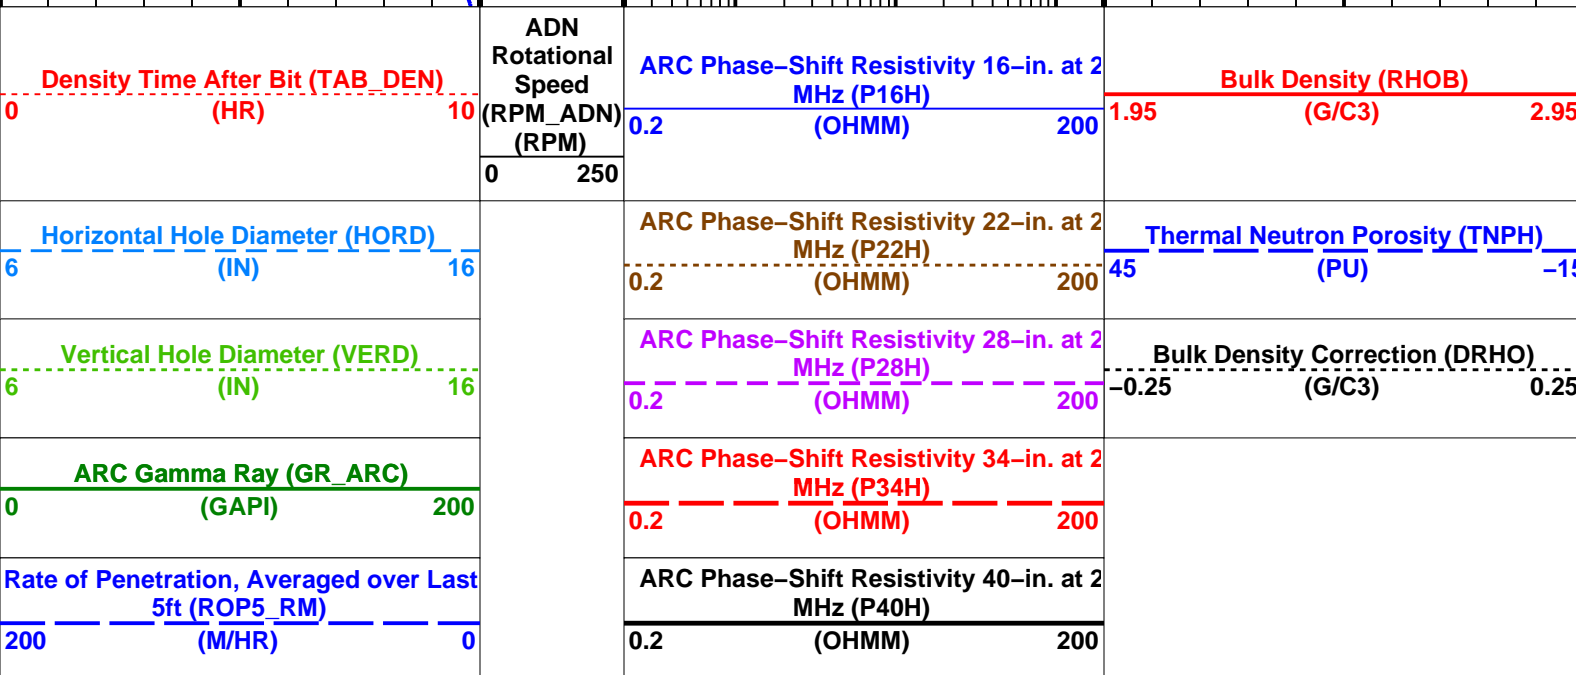 Density Time After Bit (TAB_DEN)
0 (HR) 10
ADN
Rotational
Speed
(RPM_ADN)
(RPM)
0 250
ARC Phase–Shift Resistivity 16–in. at 2
MHz (P16H)
0.2 (OHMM) 200
Bulk Density (RHOB)
1.95 (G/C3) 2.95
Horizontal Hole Diameter (HORD)
6 (IN) 16
ARC Phase–Shift Resistivity 22–in. at 2
MHz (P22H)
0.2 (OHMM) 200
Thermal Neutron Porosity (TNPH)
45 (PU) –15
Vertical Hole Diameter (VERD)
6 (IN) 16
ARC Phase–Shift Resistivity 28–in. at 2
MHz (P28H)
0.2 (OHMM) 200
Bulk Density Correction (DRHO)
–0.25 (G/C3) 0.25
ARC Gamma Ray (GR_ARC)
0 (GAPI) 200
ARC Phase–Shift Resistivity 34–in. at 2
MHz (P34H)
0.2 (OHMM) 200
Rate of Penetration, Averaged over Last
5ft (ROP5_RM)
200 (M/HR) 0
ARC Phase–Shift Resistivity 40–in. at 2
MHz (P40H)
0.2 (OHMM) 200